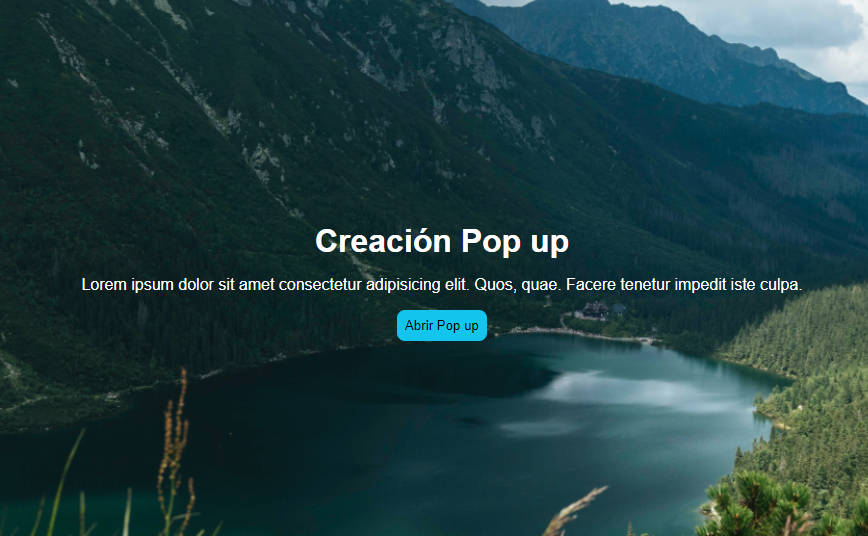 Creación Pop up
Lorem ipsum dolor sit amet consectetur adipisicing elit. Quos, quae. Facere tenetur impedit iste culpa.
Abrir Pop up